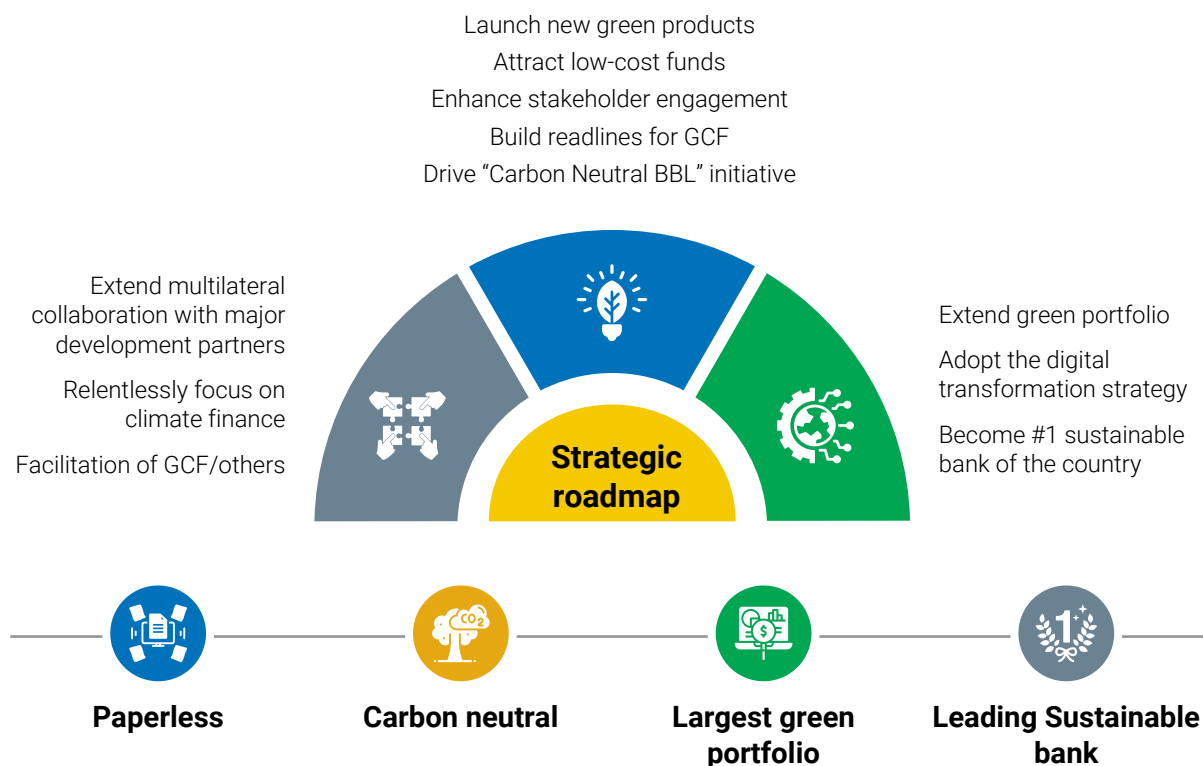 Launch new green products
Attract low-cost funds
Enhance stakeholder engagement
Build readlines for GCF
Drive “Carbon Neutral BBL” initiative
Extend multilateral
collaboration with major
development partners
Relentlessly focus on
climate finance
Facilitation of GCF/others
Extend green portfolio
Adopt the digital
transformation strategy
Become #1 sustainable
bank of the country
Strategic
roadmap
CO2
$
1
Paperless
Carbon neutral
Largest green
portfolio
Leading Sustainable
bank